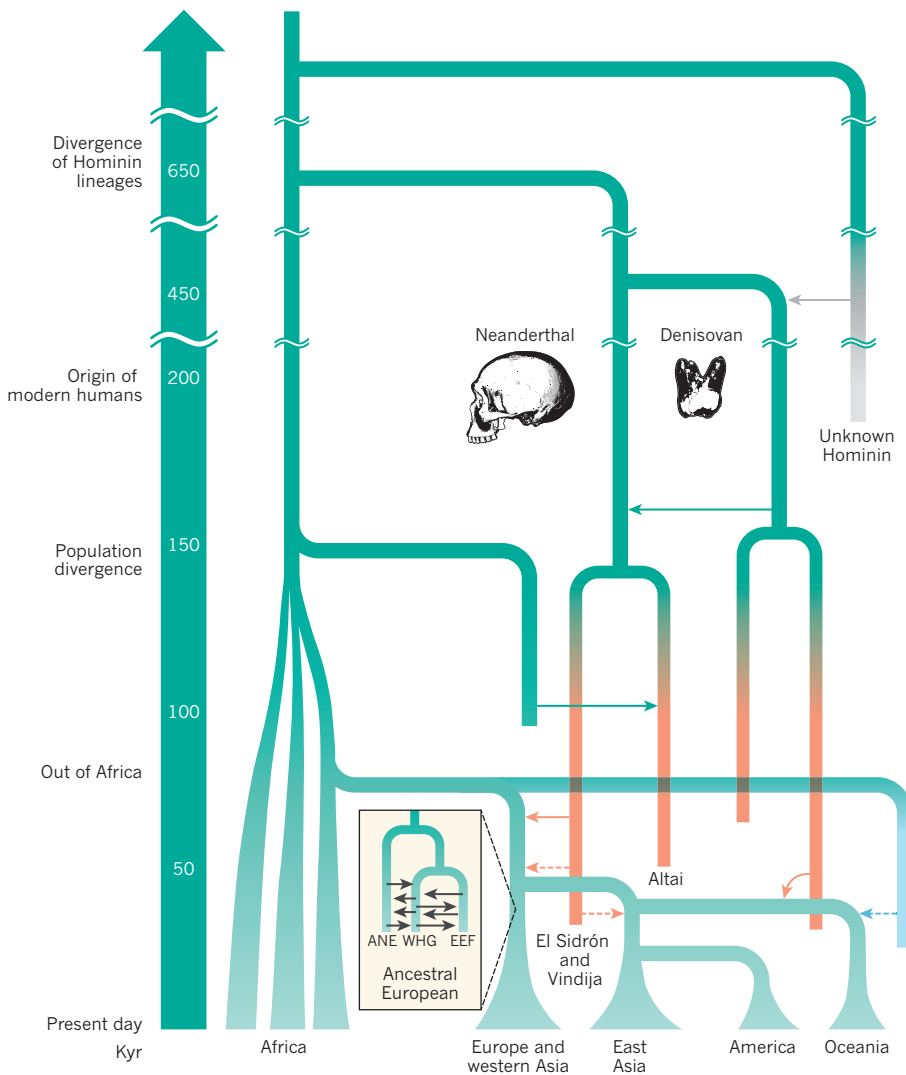 Divergence
of Hominin
lineages
650
450
Neanderthal
Denisovan
Origin of
modern humans
200
Unknown
Hominin
Population
divergence
150
100
Out of Africa
50
Altai
ANE WHG EEF
Ancestral
European
El Sidrón
and
Vindija
Present day
Kyr
Africa
Europe and
western Asia
East
Asia
America
Oceania